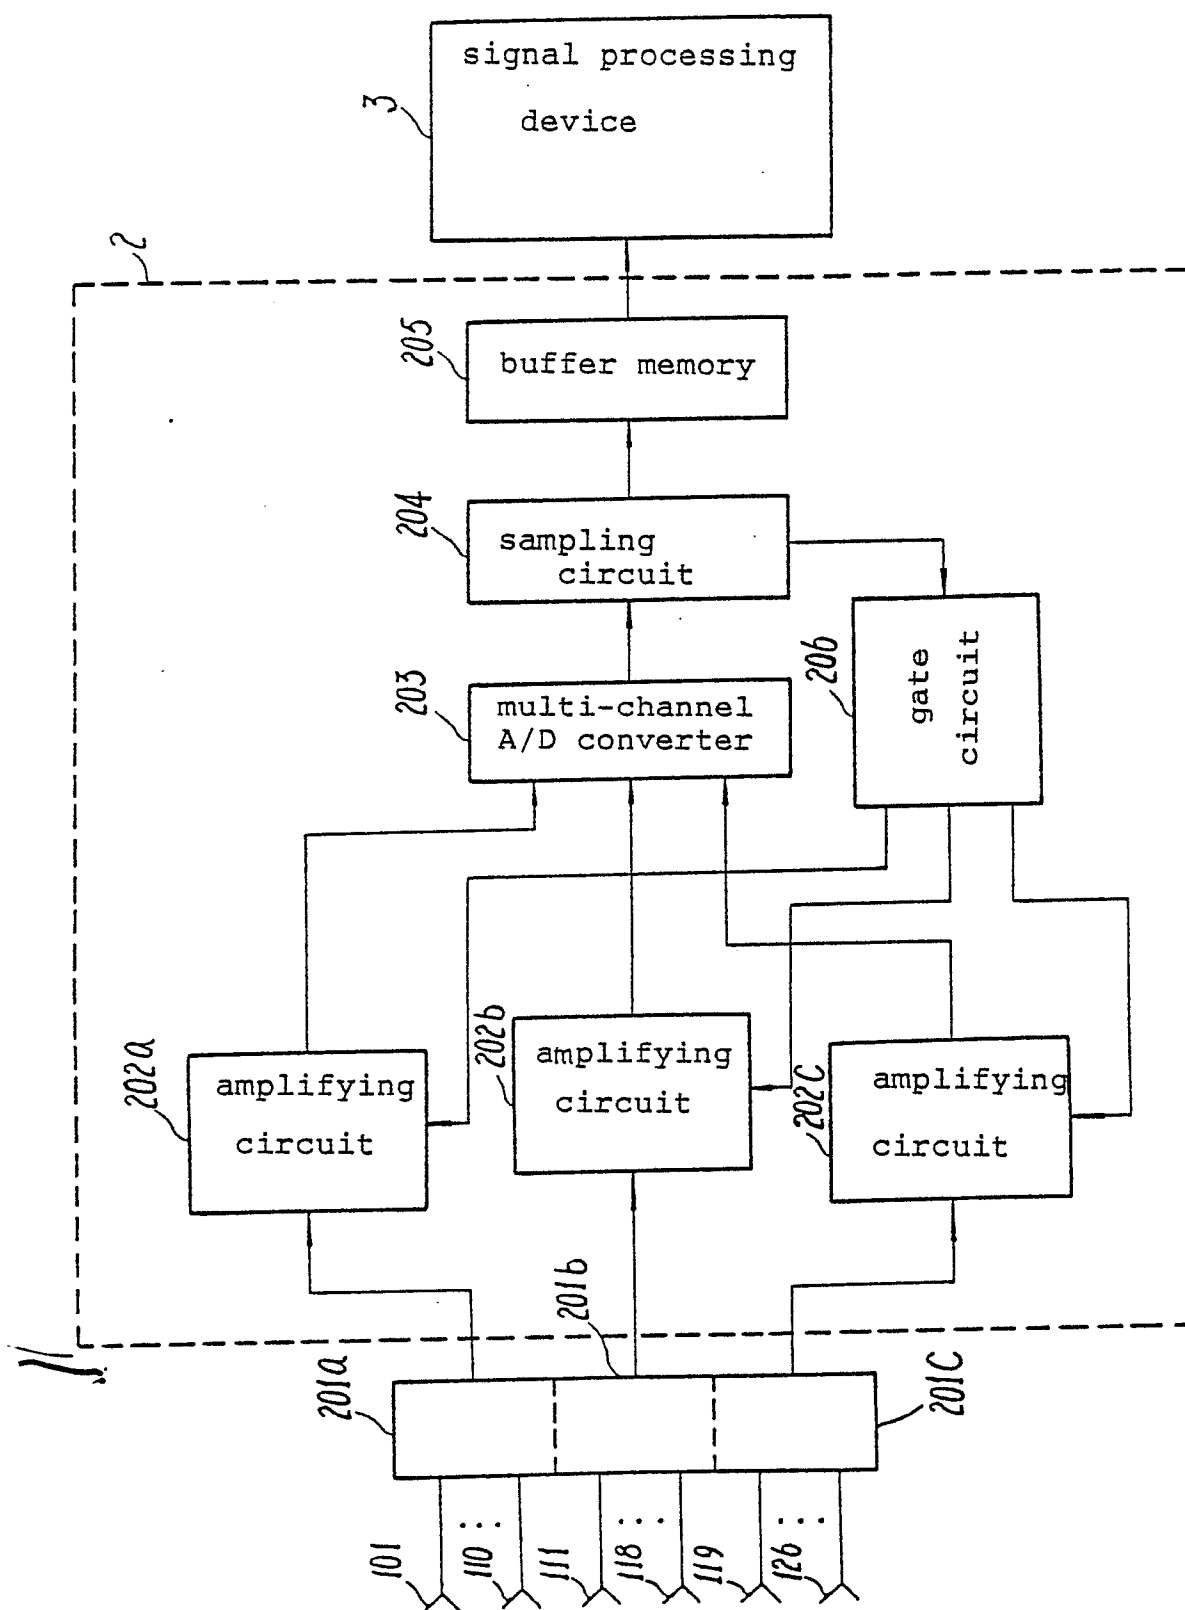 signal processing
device
3
2
205
buffer memory
204
sampling
circuit
203
multi-channel
A/D converter
206
gate
circuit
202a
amplifying
circuit
202b
amplifying
circuit
202C
amplifying
circuit
201a
201b
201C
101
...
110
111
...
118
119
...
126